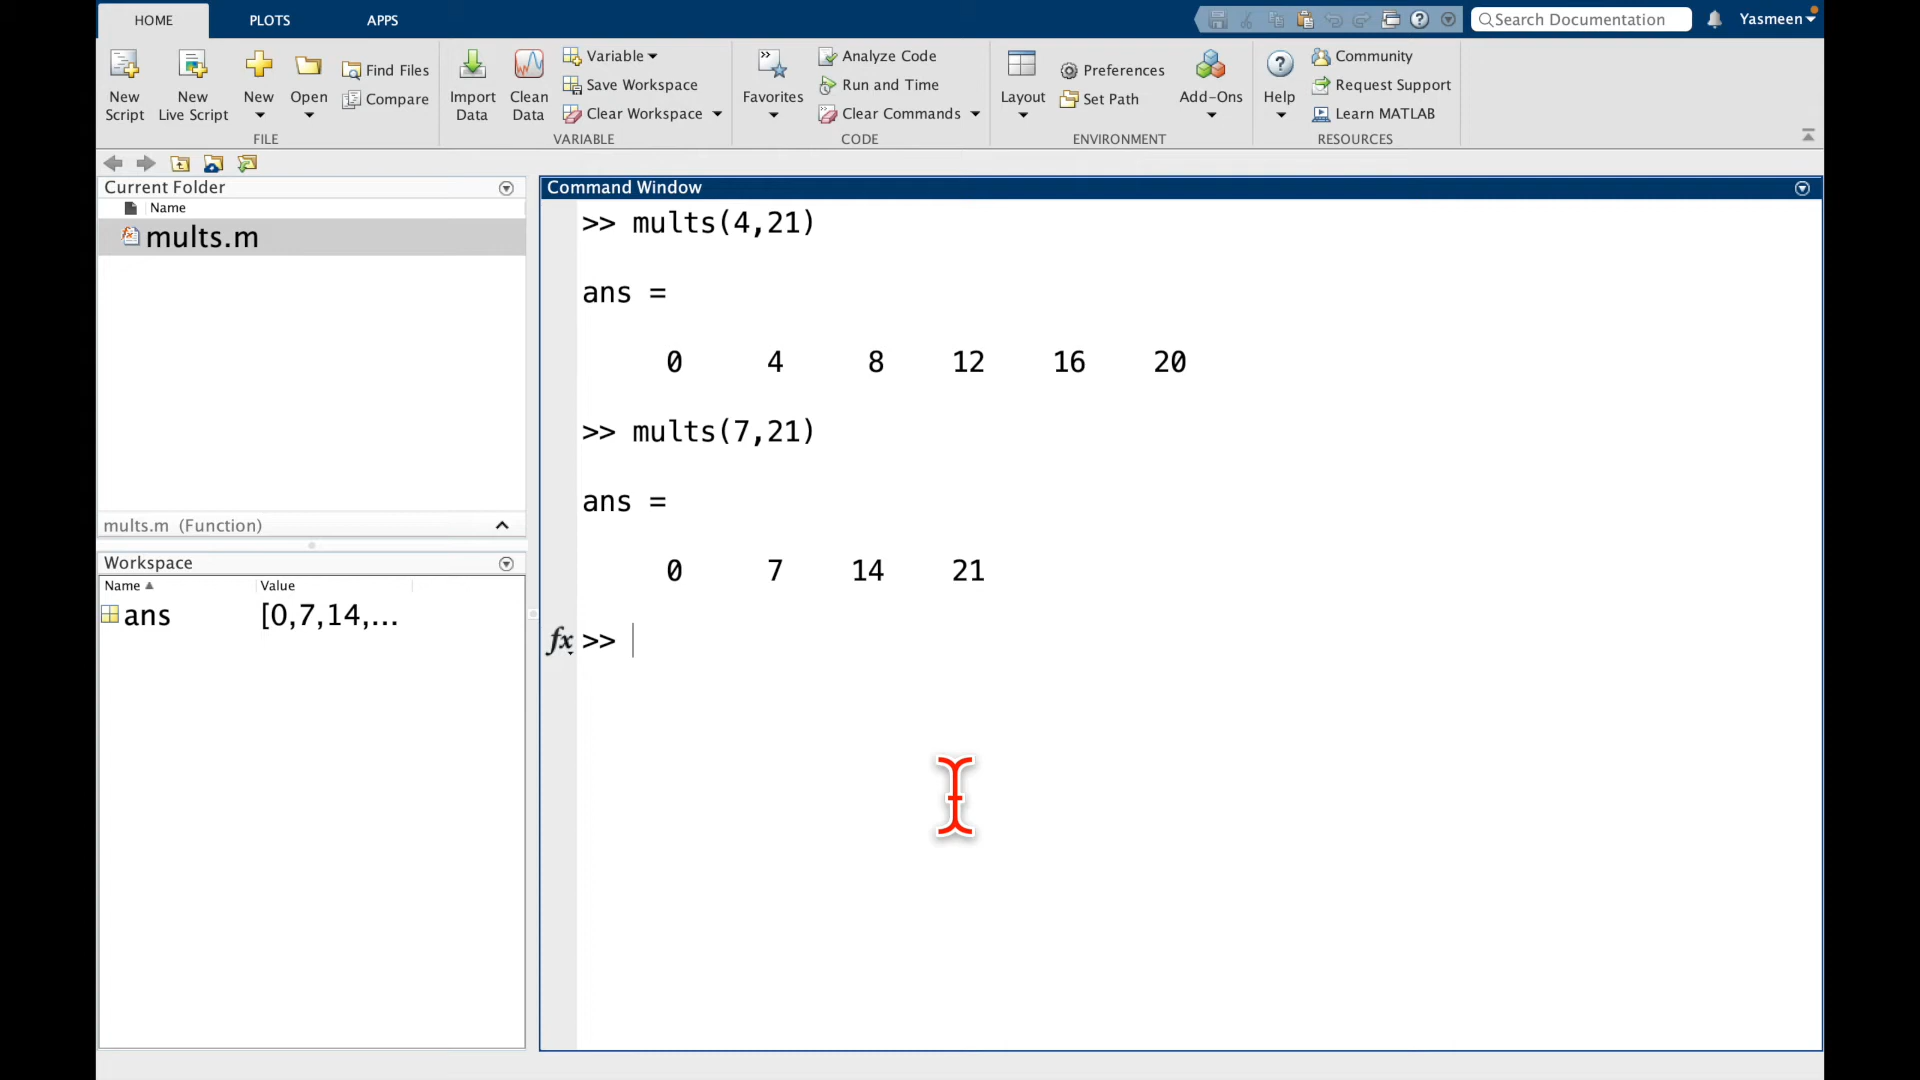 HOME PLOTS APPS
Search Documentation Yasmeen
New Script
New Live Script
New
Open
Find Files
Compare
FILE
Import Data
Clean Data
Variable
Save Workspace
Clear Workspace
VARIABLE
Favorites
Analyze Code
Run and Time
Clear Commands
CODE
Layout
Preferences
Set Path
Add-Ons
ENVIRONMENT
Help
Community
Request Support
Learn MATLAB
RESOURCES
Current Folder
Name
mults.m
mults.m (Function)
Workspace
Name Value
ans [0,7,14,...
Command Window
>> mults(4,21)
ans =
0 4 8 12 16 20
>> mults(7,21)
ans =
0 7 14 21
fx >>